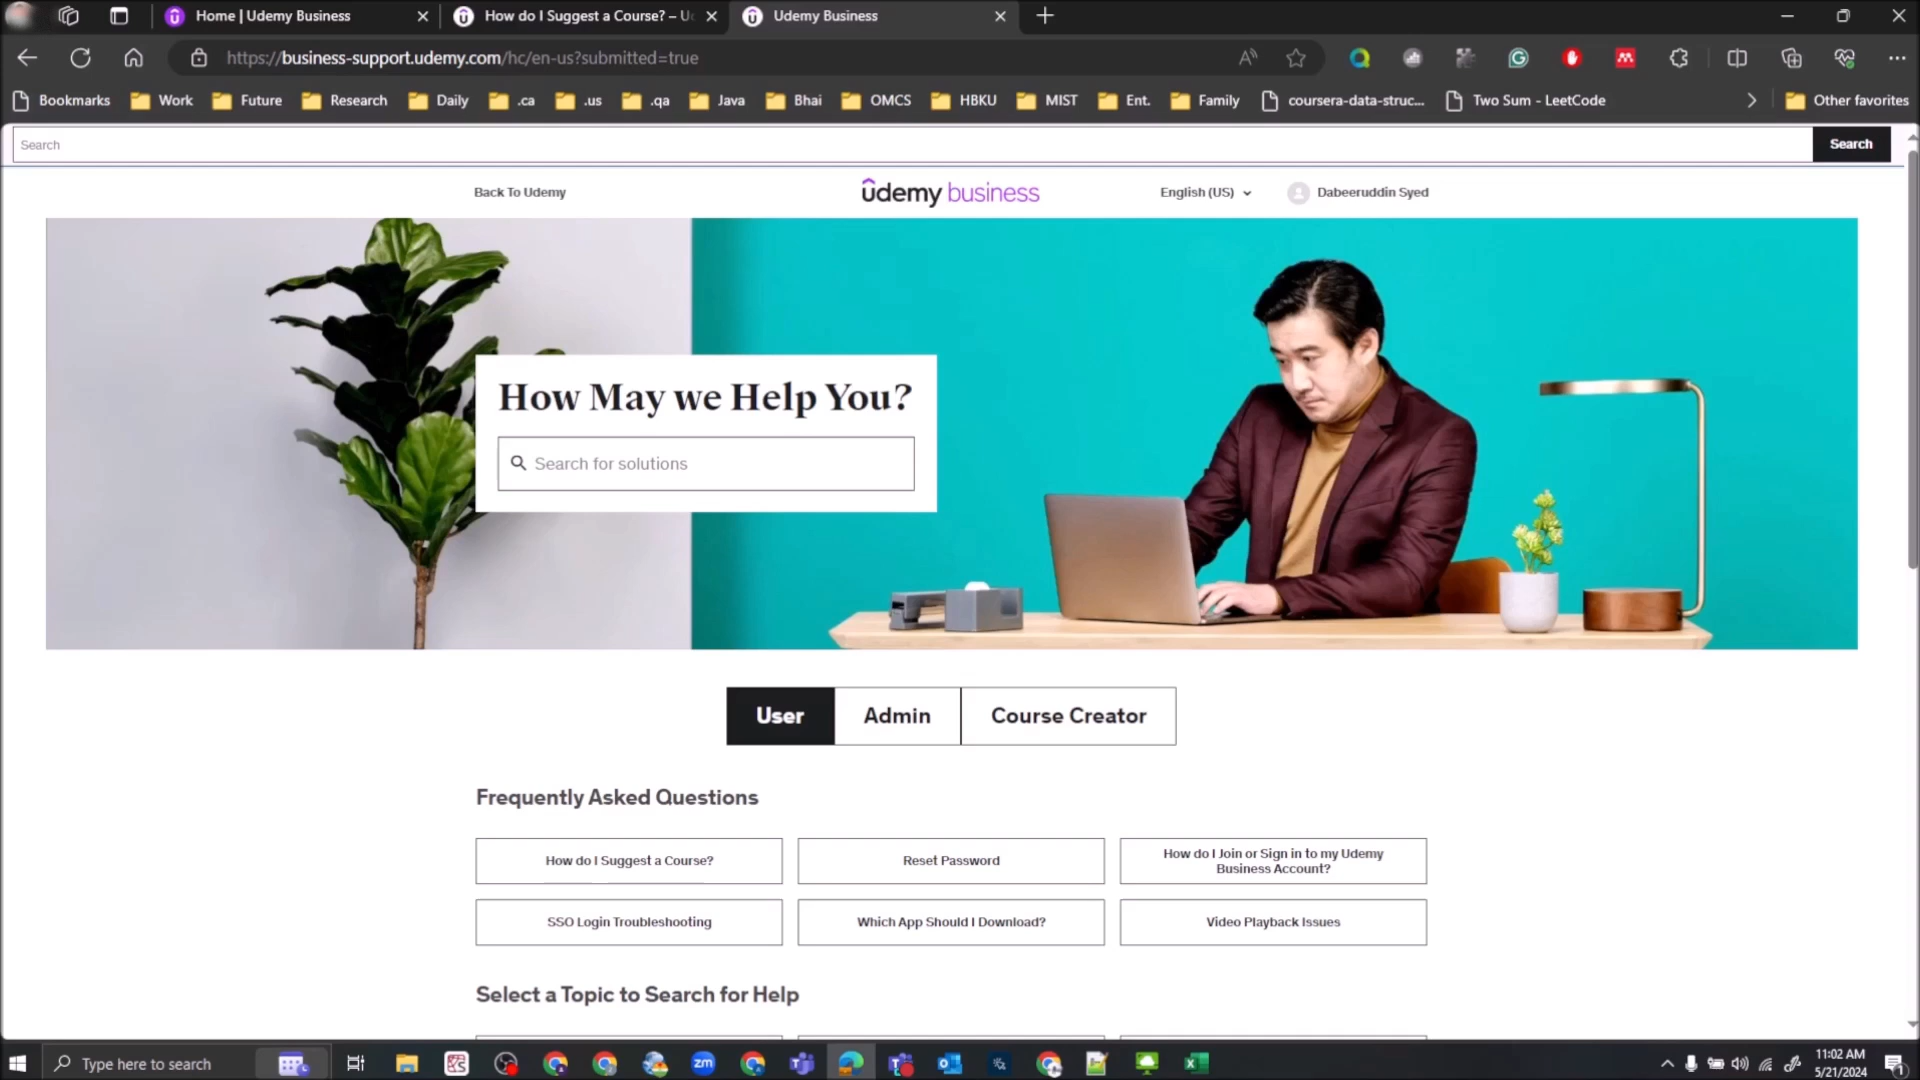 Home | Udemy Business
How do I Suggest a Course? – Uc
Udemy Business
https://business-support.udemy.com/hc/en-us?submitted=true
Bookmarks
Work
Future
Research
Daily
.ca
.us
.qa
Java
Bhai
OMCS
HBKU
MIST
Ent.
Family
coursera-data-struc...
Two Sum - LeetCode
Other favorites
Search
Search
Back To Udemy
ûdemy business
English (US)
Dabeeruddin Syed
How May we Help You?
Search for solutions
User
Admin
Course Creator
Frequently Asked Questions
How do I Suggest a Course?
Reset Password
How do I Join or Sign in to my Udemy
Business Account?
SSO Login Troubleshooting
Which App Should I Download?
Video Playback Issues
Select a Topic to Search for Help
Type here to search
zm
11:02 AM
5/21/2024